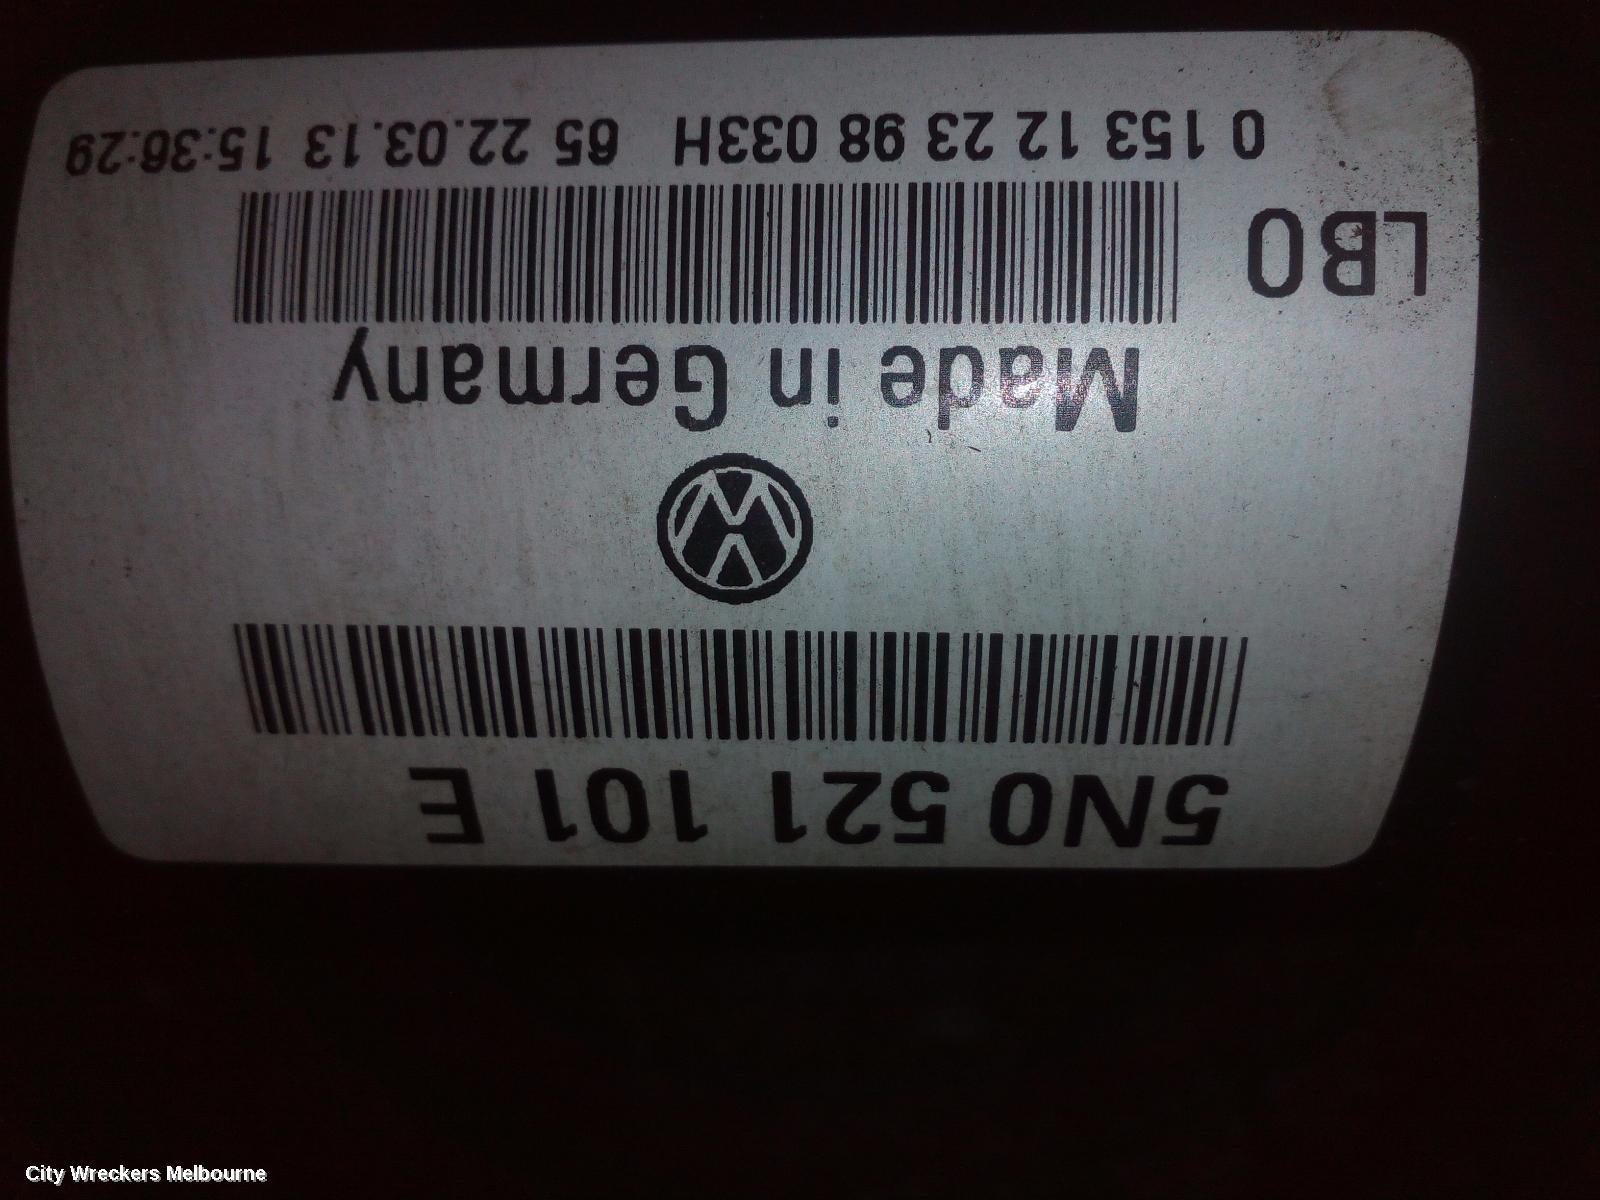 5N0 521 101 E
Made in Germany
LB0
0 153 12 23 98 033H 65 22.03.13 15:36:29
City Wreckers Melbourne